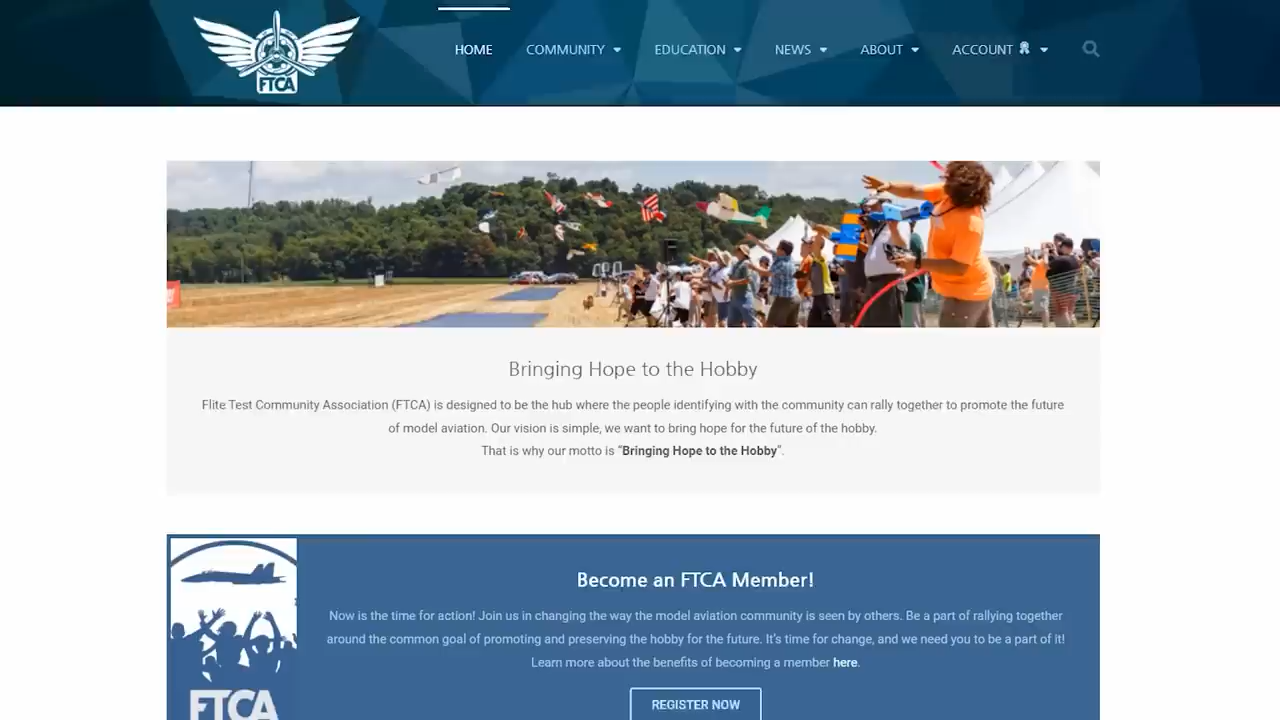 FTCA
HOME COMMUNITY EDUCATION NEWS ABOUT ACCOUNT
Bringing Hope to the Hobby
Flite Test Community Association (FTCA) is designed to be the hub where the people identifying with the community can rally together to promote the future
of model aviation. Our vision is simple, we want to bring hope for the future of the hobby.
That is why our motto is “Bringing Hope to the Hobby“.
Become an FTCA Member!
Now is the time for action! Join us in changing the way the model aviation community is seen by others. Be a part of rallying together
around the common goal of promoting and preserving the hobby for the future. It’s time for change, and we need you to be a part of it!
Learn more about the benefits of becoming a member here.
FTCA
REGISTER NOW